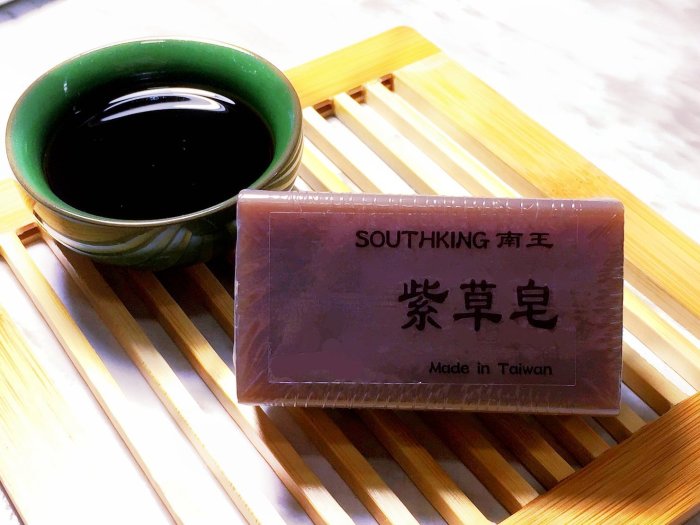 SOUTHKING 南王
紫草皂
Made in Taiwan